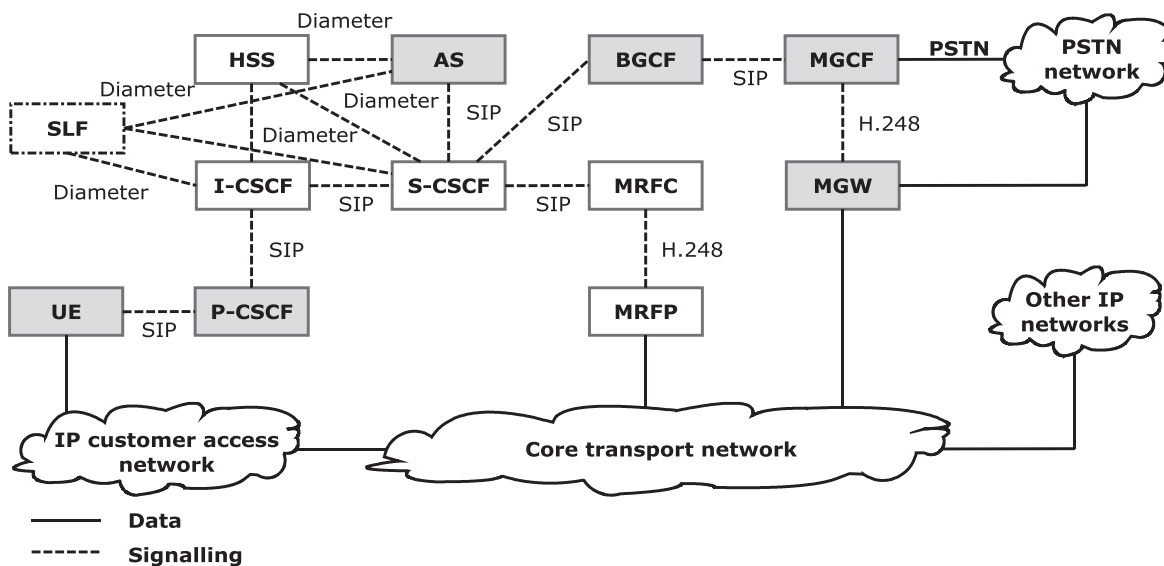 Diameter
HSS
AS
BGCF
MGCF
PSTN
PSTN
network
SIP
Diameter
Diameter
SIP
SIP
H.248
SLF
Diameter
Diameter
I-CSCF
S-CSCF
MRFC
MGW
SIP
SIP
SIP
H.248
UE
P-CSCF
MRFP
Other IP
networks
SIP
IP customer access
network
Core transport network
Data
Signalling